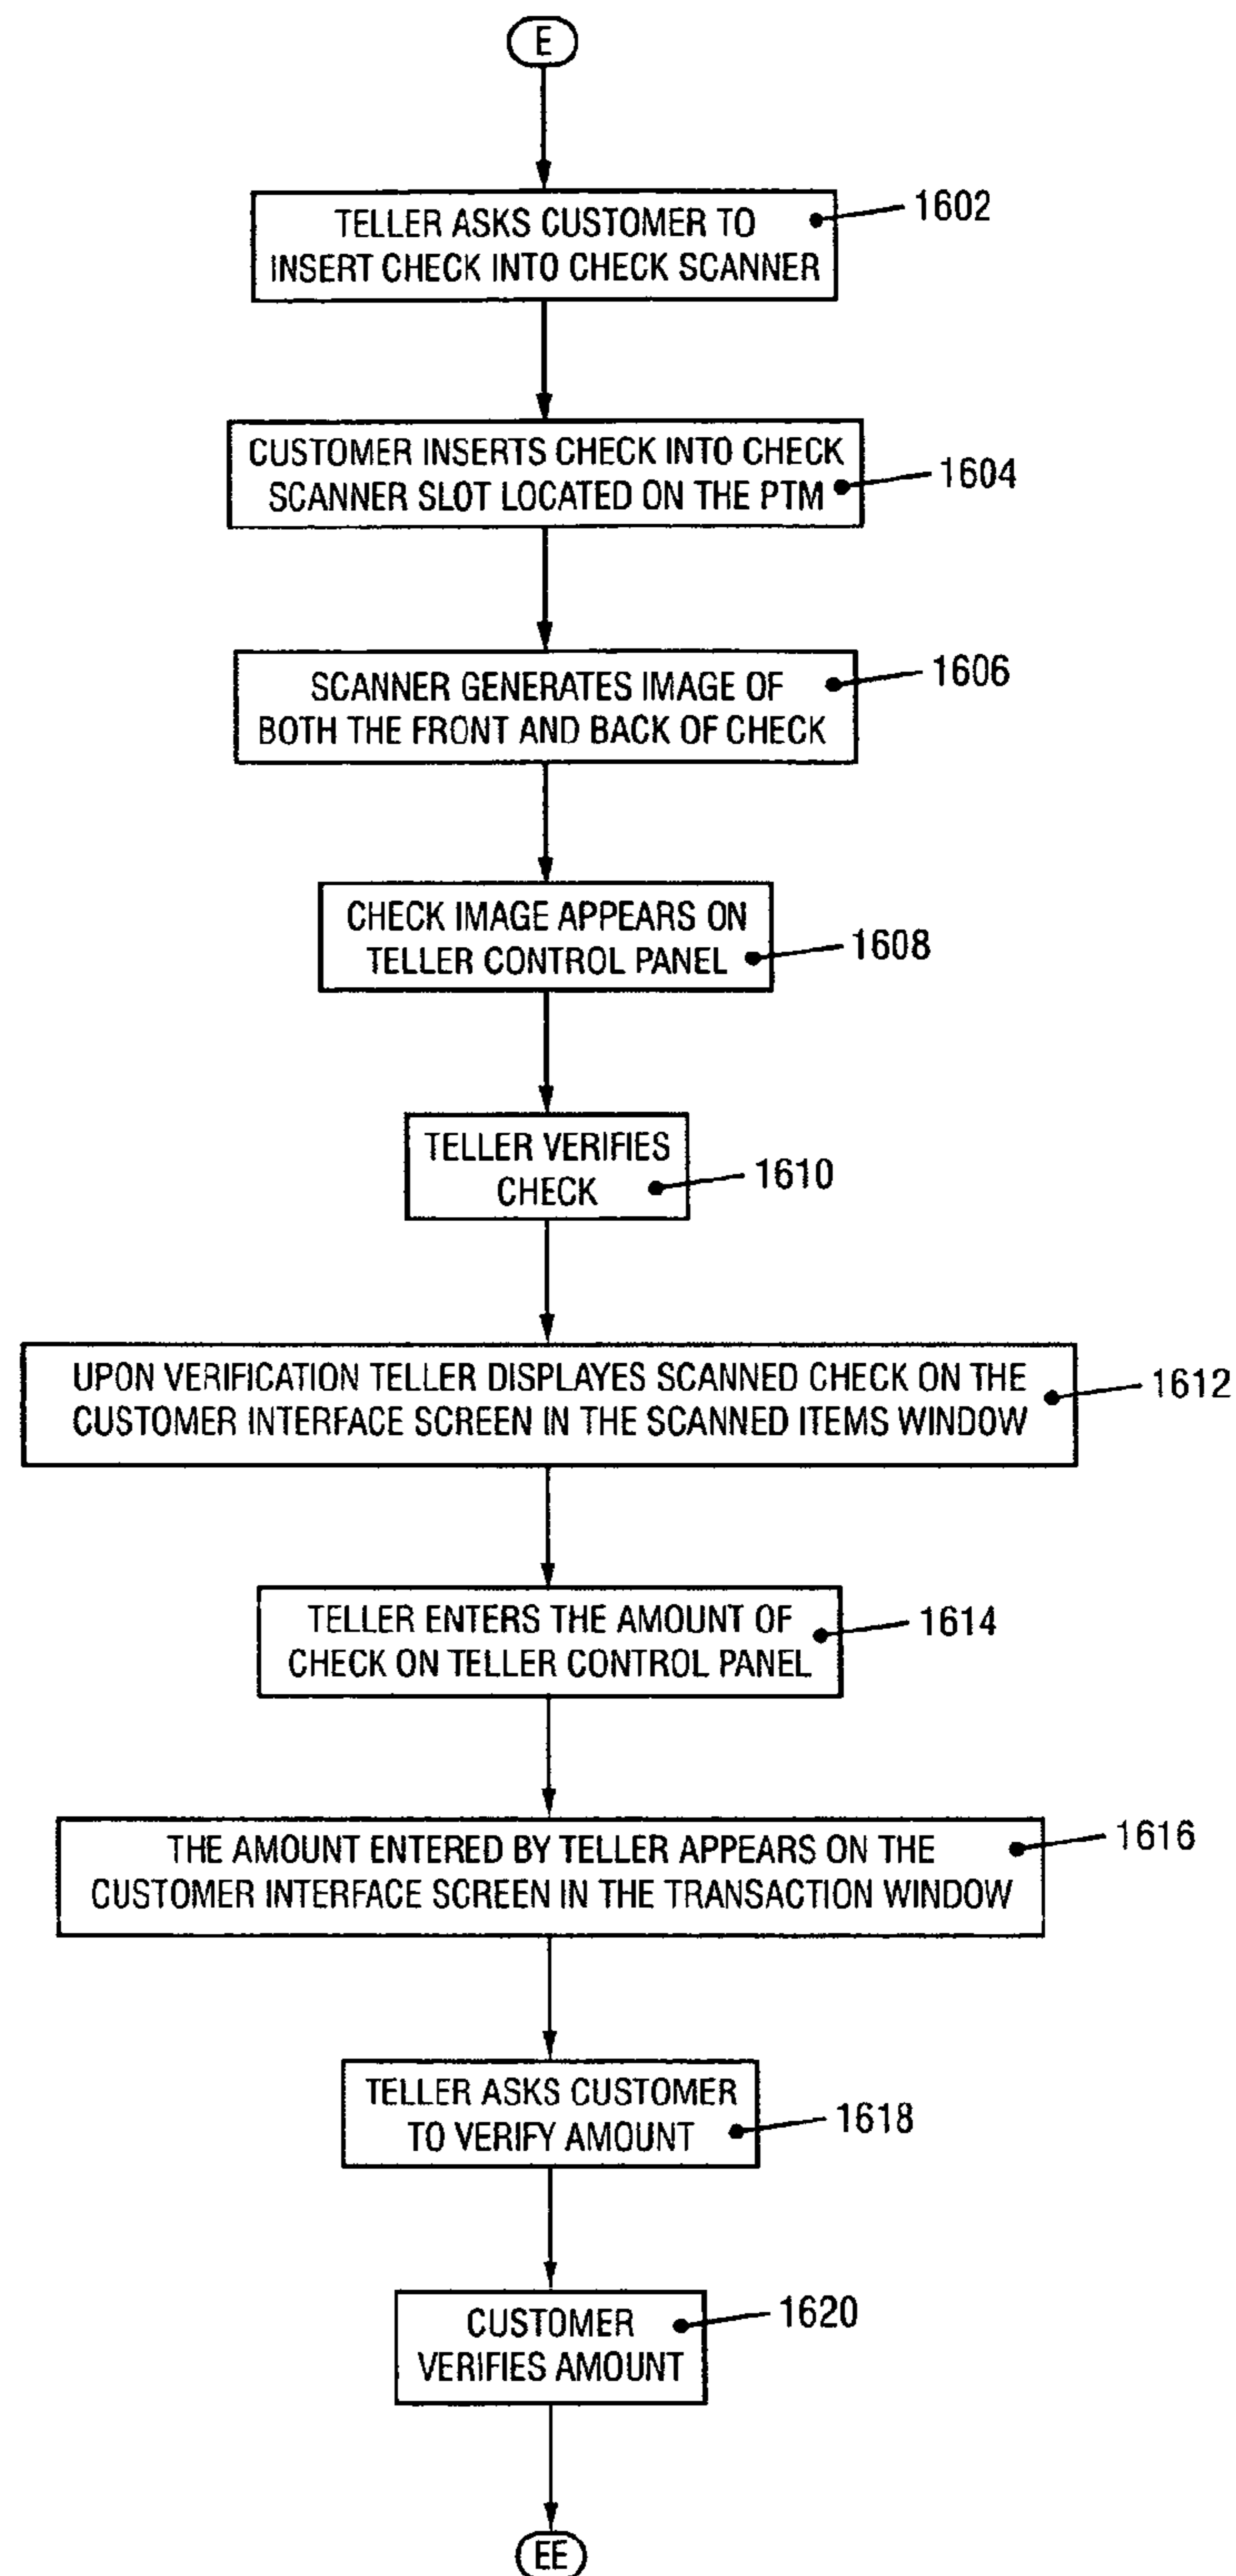 E
TELLER ASKS CUSTOMER TO
INSERT CHECK INTO CHECK SCANNER
1602
CUSTOMER INSERTS CHECK INTO CHECK
SCANNER SLOT LOCATED ON THE PTM
1604
SCANNER GENERATES IMAGE OF
BOTH THE FRONT AND BACK OF CHECK
1606
CHECK IMAGE APPEARS ON
TELLER CONTROL PANEL
1608
TELLER VERIFIES
CHECK
1610
UPON VERIFICATION TELLER DISPLAYES SCANNED CHECK ON THE
CUSTOMER INTERFACE SCREEN IN THE SCANNED ITEMS WINDOW
1612
TELLER ENTERS THE AMOUNT OF
CHECK ON TELLER CONTROL PANEL
1614
THE AMOUNT ENTERED BY TELLER APPEARS ON THE
CUSTOMER INTERFACE SCREEN IN THE TRANSACTION WINDOW
1616
TELLER ASKS CUSTOMER
TO VERIFY AMOUNT
1618
CUSTOMER
VERIFIES AMOUNT
1620
EE